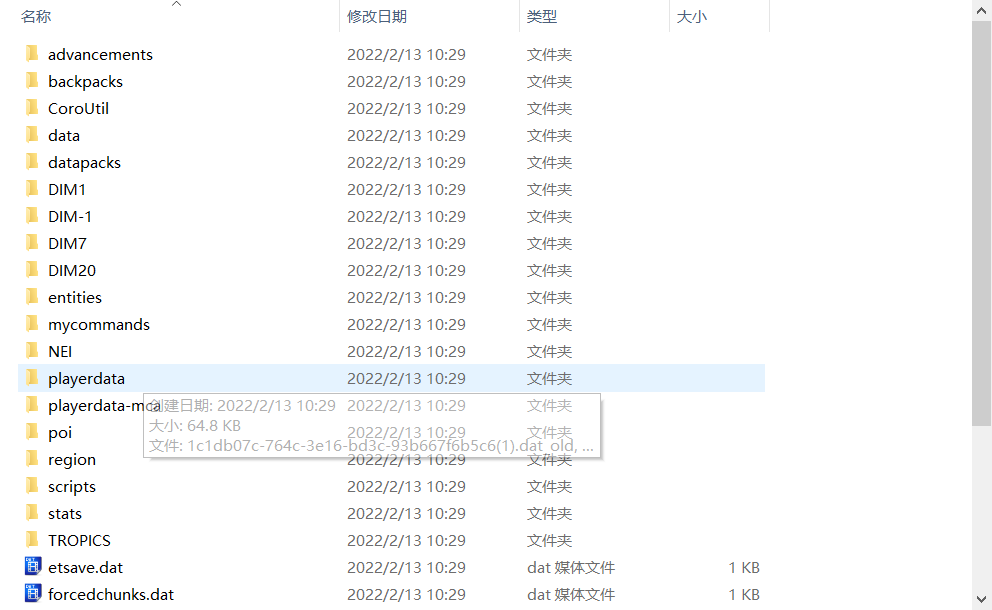 名称 修改日期 类型 大小
advancements 2022/2/13 10:29 文件夹
backpacks 2022/2/13 10:29 文件夹
CoroUtil 2022/2/13 10:29 文件夹
data 2022/2/13 10:29 文件夹
datapacks 2022/2/13 10:29 文件夹
DIM1 2022/2/13 10:29 文件夹
DIM-1 2022/2/13 10:29 文件夹
DIM7 2022/2/13 10:29 文件夹
DIM20 2022/2/13 10:29 文件夹
entities 2022/2/13 10:29 文件夹
mycommands 2022/2/13 10:29 文件夹
NEI 2022/2/13 10:29 文件夹
playerdata 2022/2/13 10:29 文件夹
playerdata-mca 2022/2/13 10:29 文件夹
创建日期: 2022/2/13 10:29
poi 2022/2/13 10:29 文件夹
大小: 64.8 KB
文件: 1c1db07c-764c-3e16-bd3c-93b667f6b5c6(1).dat_old, ...
region 2022/2/13 10:29 文件夹
scripts 2022/2/13 10:29 文件夹
stats 2022/2/13 10:29 文件夹
TROPICS 2022/2/13 10:29 文件夹
etsave.dat 2022/2/13 10:29 dat 媒体文件 1 KB
forcedchunks.dat 2022/2/13 10:29 dat 媒体文件 1 KB